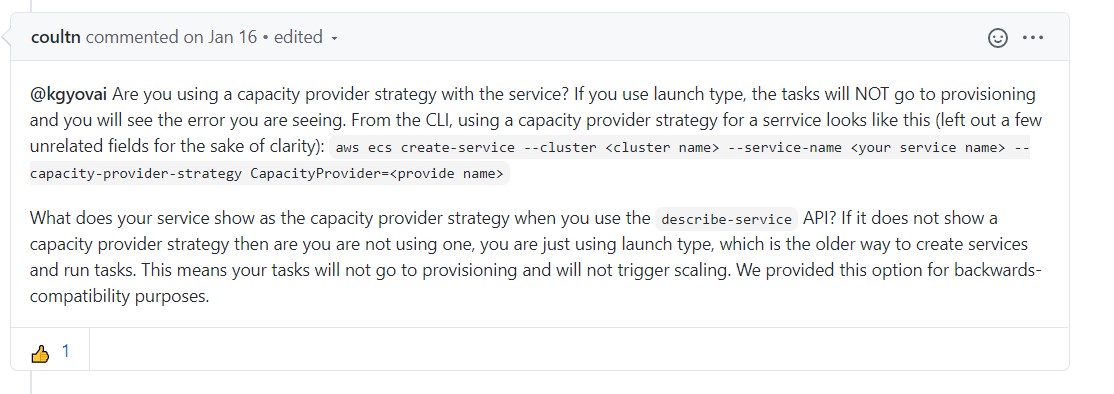 coultn commented on Jan 16 • edited
@kgyovai Are you using a capacity provider strategy with the service? If you use launch type, the tasks will NOT go to provisioning
and you will see the error you are seeing. From the CLI, using a capacity provider strategy for a serrvice looks like this (left out a few
unrelated fields for the sake of clarity): aws ecs create-service --cluster <cluster name> --service-name <your service name> --
capacity-provider-strategy CapacityProvider=<provide name>
What does your service show as the capacity provider strategy when you use the describe-service API? If it does not show a
capacity provider strategy then are you are not using one, you are just using launch type, which is the older way to create services
and run tasks. This means your tasks will not go to provisioning and will not trigger scaling. We provided this option for backwards-
compatibility purposes.
1